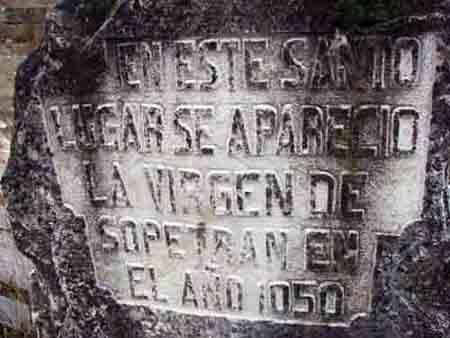 EN ESTE SANTO
LUGAR SE APARECIO
LA VIRGEN DE
SOPETRAN EN
EL AÑO 1050